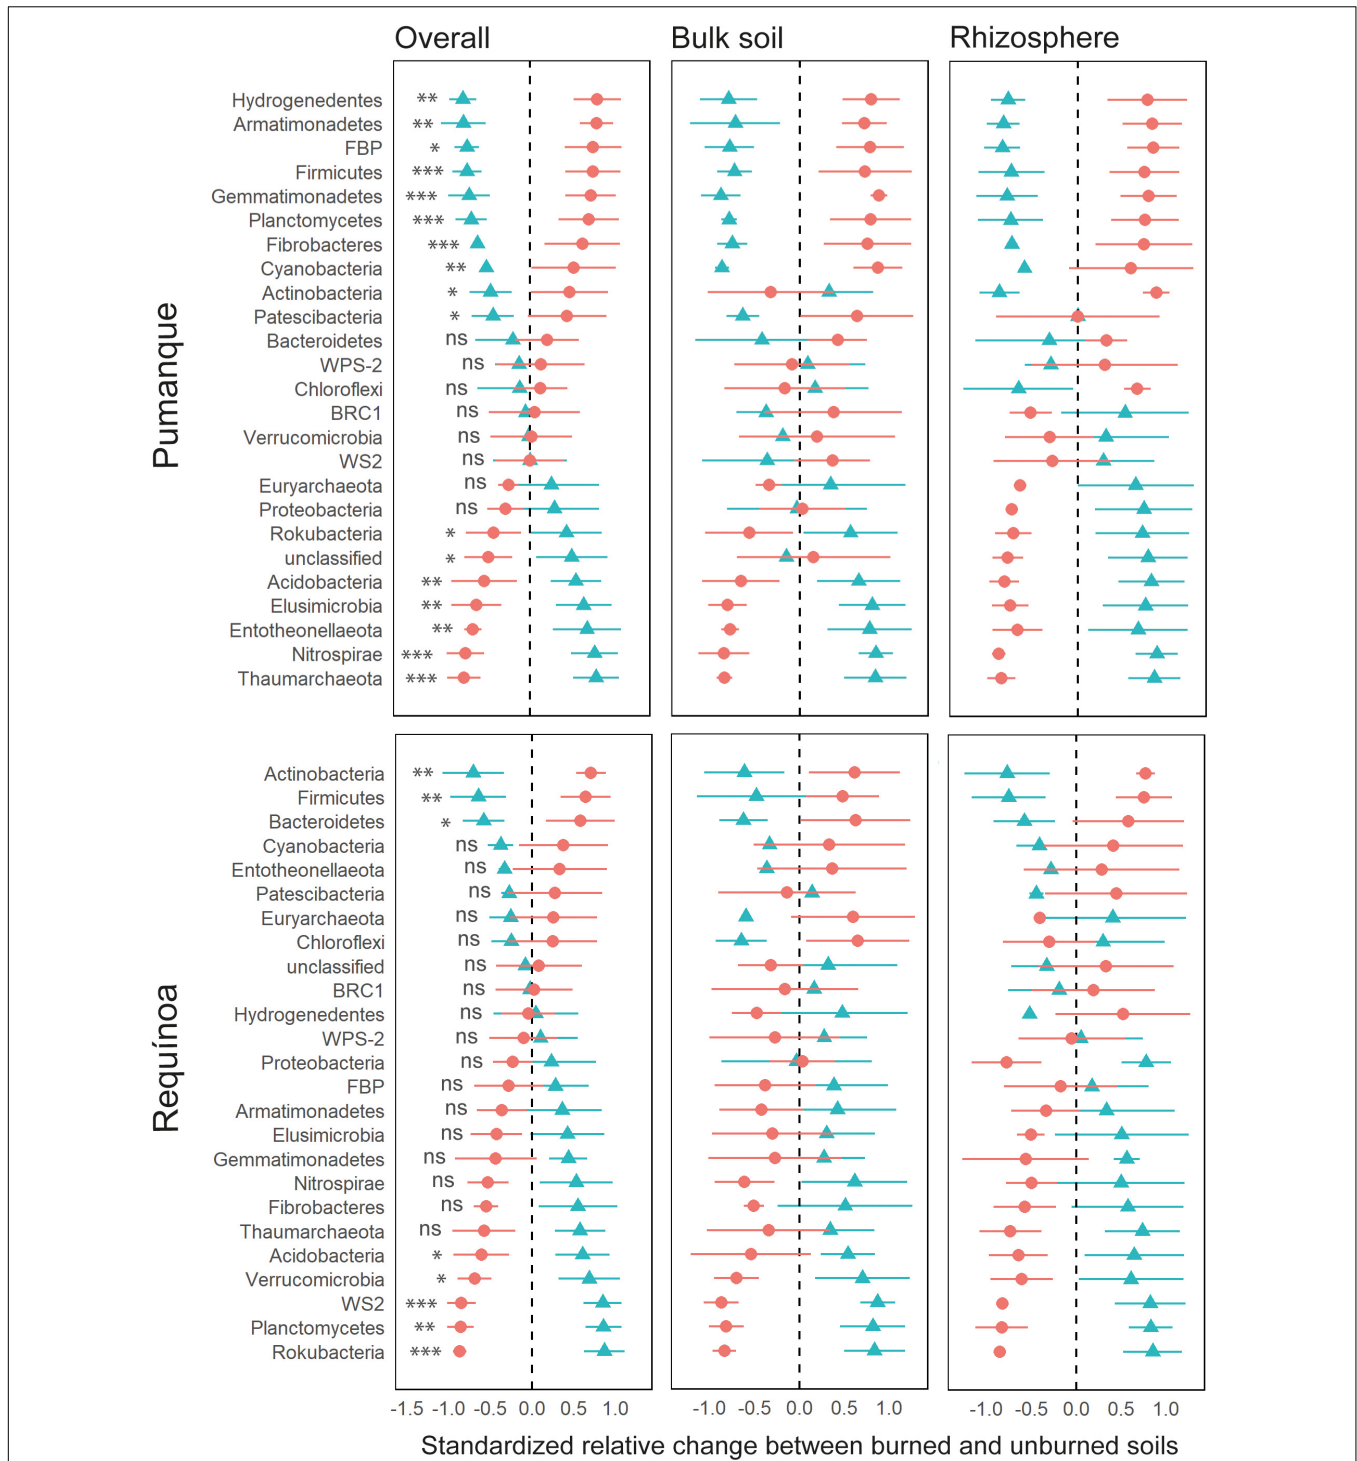 Overall Bulk soil Rhizosphere
Pumanque
Hydrogenedentes **
Armatimonadetes **
FBP *
Firmicutes ***
Gemmatimonadetes ***
Planctomycetes ***
Fibrobacteres ***
Cyanobacteria **
Actinobacteria *
Patescibacteria *
Bacteroidetes ns
WPS-2 ns
Chloroflexi ns
BRC1 ns
Verrucomicrobia ns
WS2 ns
Euryarchaeota ns
Proteobacteria ns
Rokubacteria *
unclassified *
Acidobacteria **
Elusimicrobia **
Entotheonellaeota **
Nitrospirae ***
Thaumarchaeota ***
Requínoa
Actinobacteria **
Firmicutes **
Bacteroidetes *
Cyanobacteria ns
Entotheonellaeota ns
Patescibacteria ns
Euryarchaeota ns
Chloroflexi ns
unclassified ns
BRC1 ns
Hydrogenedentes ns
WPS-2 ns
Proteobacteria ns
FBP ns
Armatimonadetes ns
Elusimicrobia ns
Gemmatimonadetes ns
Nitrospirae ns
Fibrobacteres ns
Thaumarchaeota ns
Acidobacteria *
Verrucomicrobia *
WS2 ***
Planctomycetes **
Rokubacteria ***
-1.5 -1.0 -0.5 0.0 0.5 1.0 -1.0 -0.5 0.0 0.5 1.0 -1.0 -0.5 0.0 0.5 1.0
Standardized relative change between burned and unburned soils